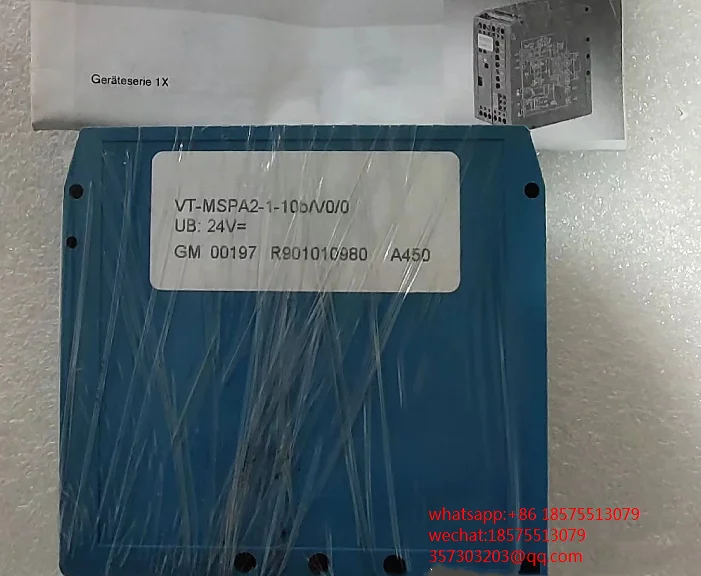 Geräteserie 1X
VT-MSPA2-1-10b/V0/0
UB: 24V=
GM 00197 R901010980 A450
whatsapp:+86 18575513079
wechat:18575513079
357303203@qq.com